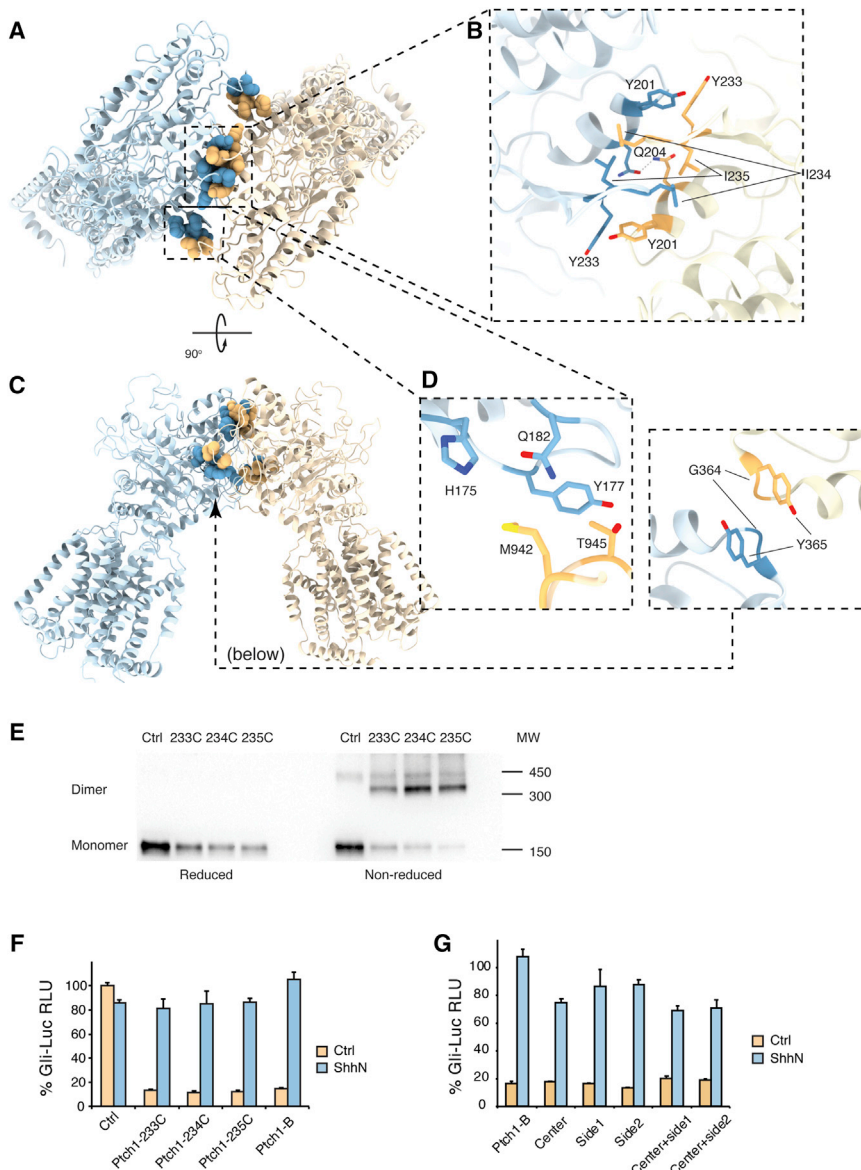 A
B
Y201
Y233
Q204
I235
I234
Y201
Y233
90°
C
D
Q182
H175
Y177
M942
T945
G364
Y365
(below)
E
Ctrl 233C 234C 235C
Ctrl 233C 234C 235C
MW
Dimer
450
300
Monomer
150
Reduced
Non-reduced
F
% Gli-Luc RLU
120
100
80
60
40
20
0
Ctrl
ShhN
Ctrl
Ptch1-233C
Ptch1-234C
Ptch1-235C
Ptch1-B
G
% Gli-Luc RLU
100
80
60
40
20
0
Ctrl
ShhN
Ptch1-B
Center
Side1
Side2
Center+side1
Center+side2